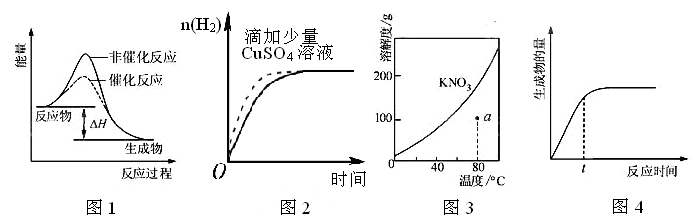 能量
非催化反应
催化反应
反应物
ΔH
生成物
反应过程
图1
n(H₂)
滴加少量
CuSO₄溶液
O
时间
图2
溶解度/g
200
100
0
KNO₃
a
40
80
温度/°C
图3
生成物的量
t
反应时间
图4